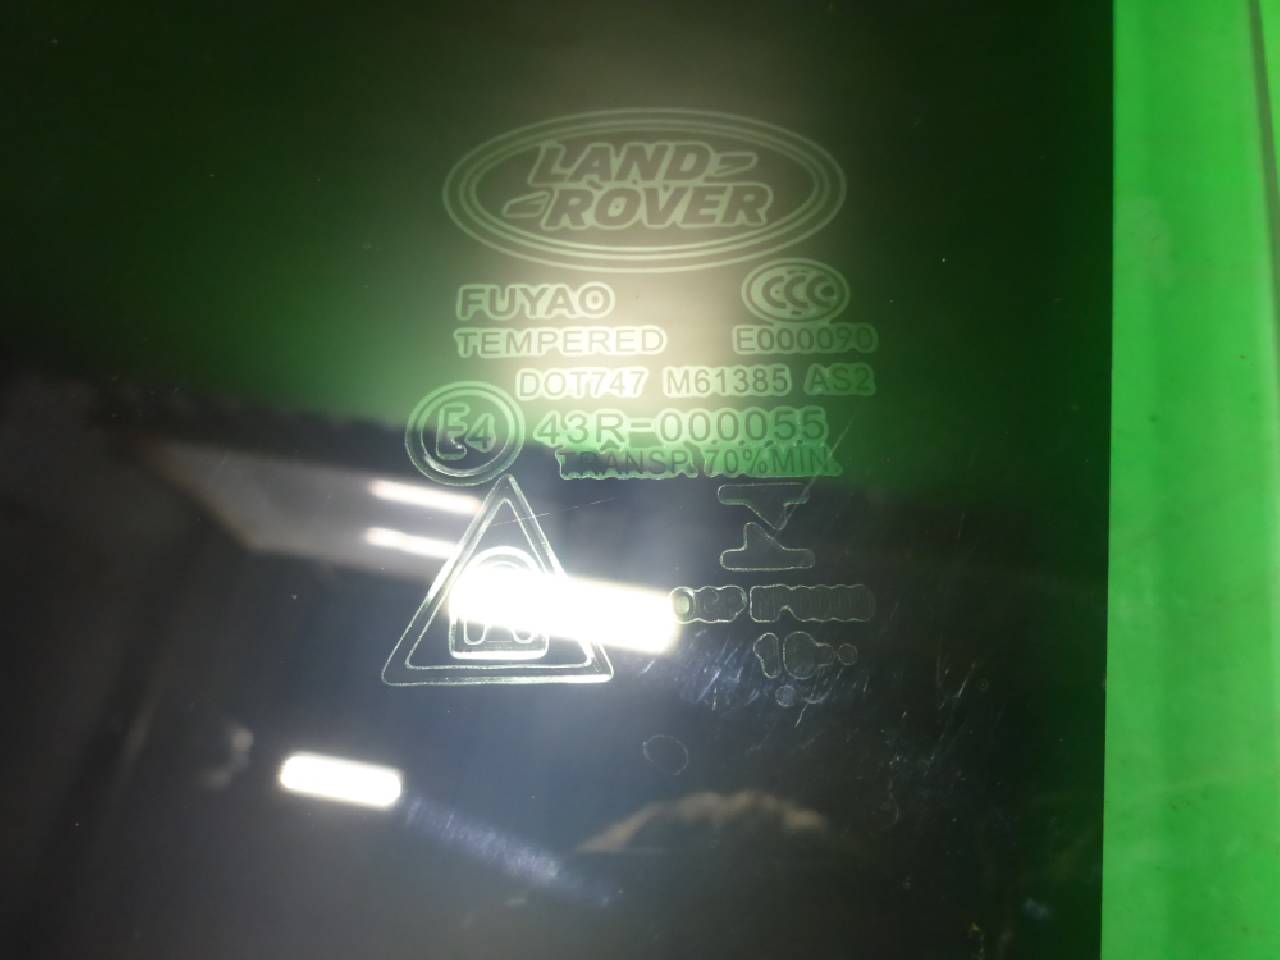 LAND
ROVER
FUYAO CCC
TEMPERED E000090
DOT747 M61385 AS2
E4 43R-000055
TRANSP. 70%MIN